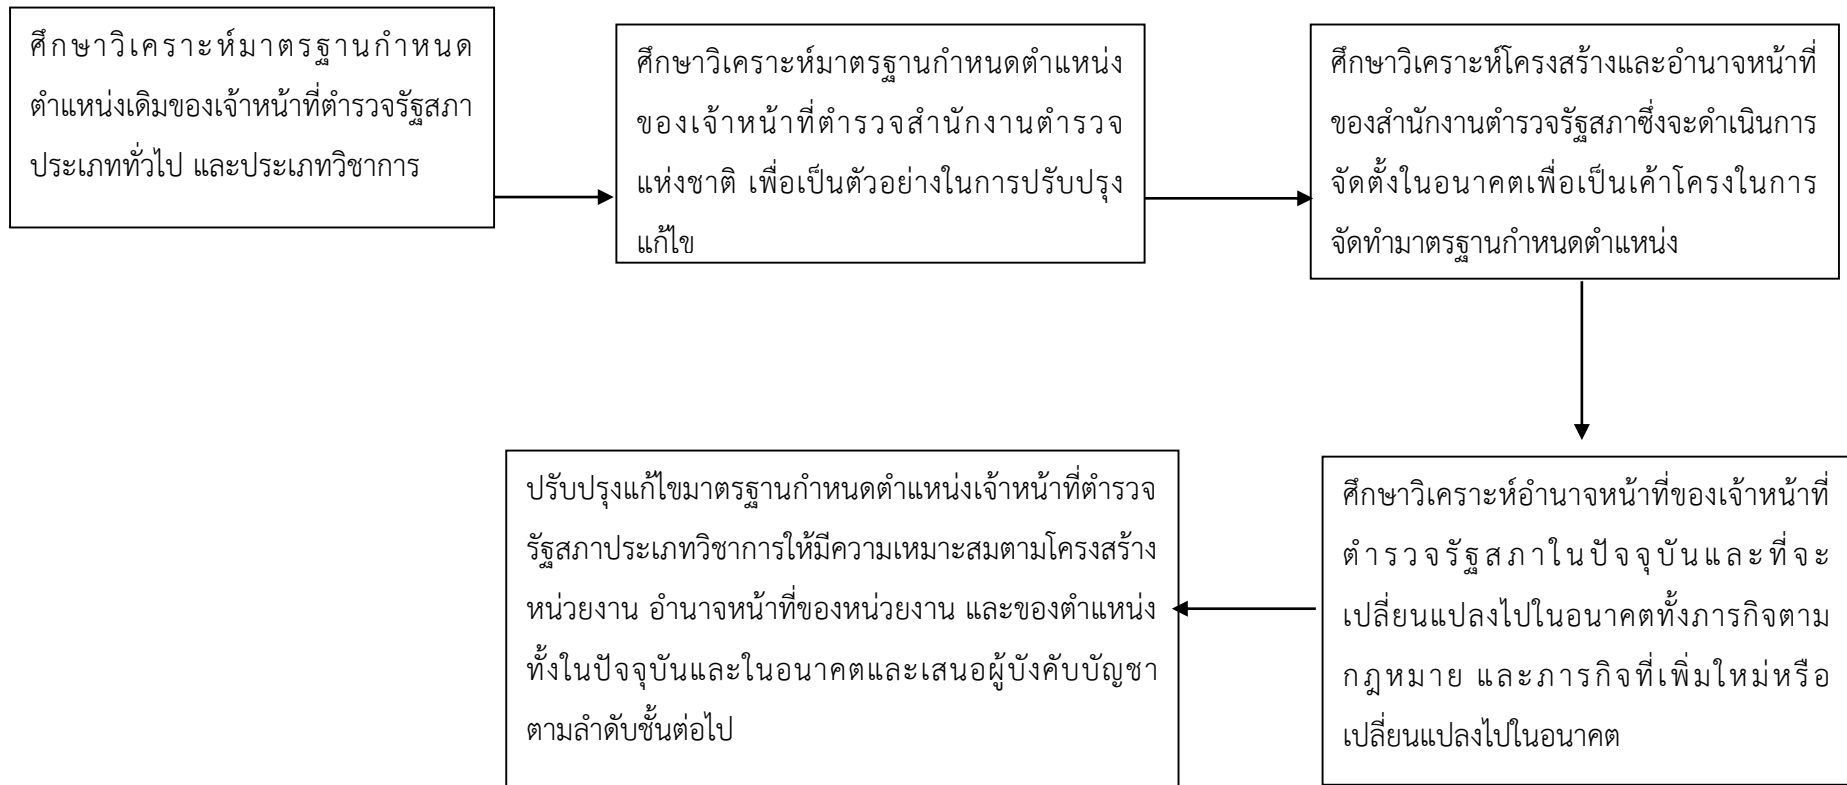 ศึกษาวิเคราะห์มาตรฐานกำหนด
ตำแหน่งเดิมของเจ้าหน้าที่ตำรวจรัฐสภา
ประเภททั่วไป และประเภทวิชาการ
ศึกษาวิเคราะห์มาตรฐานกำหนดตำแหน่ง
ของเจ้าหน้าที่ตำรวจสำนักงานตำรวจ
แห่งชาติ เพื่อเป็นตัวอย่างในการปรับปรุง
แก้ไข
ศึกษาวิเคราะห์โครงสร้างและอำนาจหน้าที่
ของสำนักงานตำรวจรัฐสภาซึ่งจะดำเนินการ
จัดตั้งในอนาคตเพื่อเป็นเค้าโครงในการ
จัดทำมาตรฐานกำหนดตำแหน่ง
ศึกษาวิเคราะห์อำนาจหน้าที่ของเจ้าหน้าที่
ตำรวจรัฐสภาในปัจจุบันและที่จะ
เปลี่ยนแปลงไปในอนาคตทั้งภารกิจตาม
กฎหมาย และภารกิจที่เพิ่มใหม่หรือ
เปลี่ยนแปลงไปในอนาคต
ปรับปรุงแก้ไขมาตรฐานกำหนดตำแหน่งเจ้าหน้าที่ตำรวจ
รัฐสภาประเภทวิชาการให้มีความเหมาะสมตามโครงสร้าง
หน่วยงาน อำนาจหน้าที่ของหน่วยงาน และของตำแหน่ง
ทั้งในปัจจุบันและในอนาคตและเสนอผู้บังคับบัญชา
ตามลำดับชั้นต่อไป